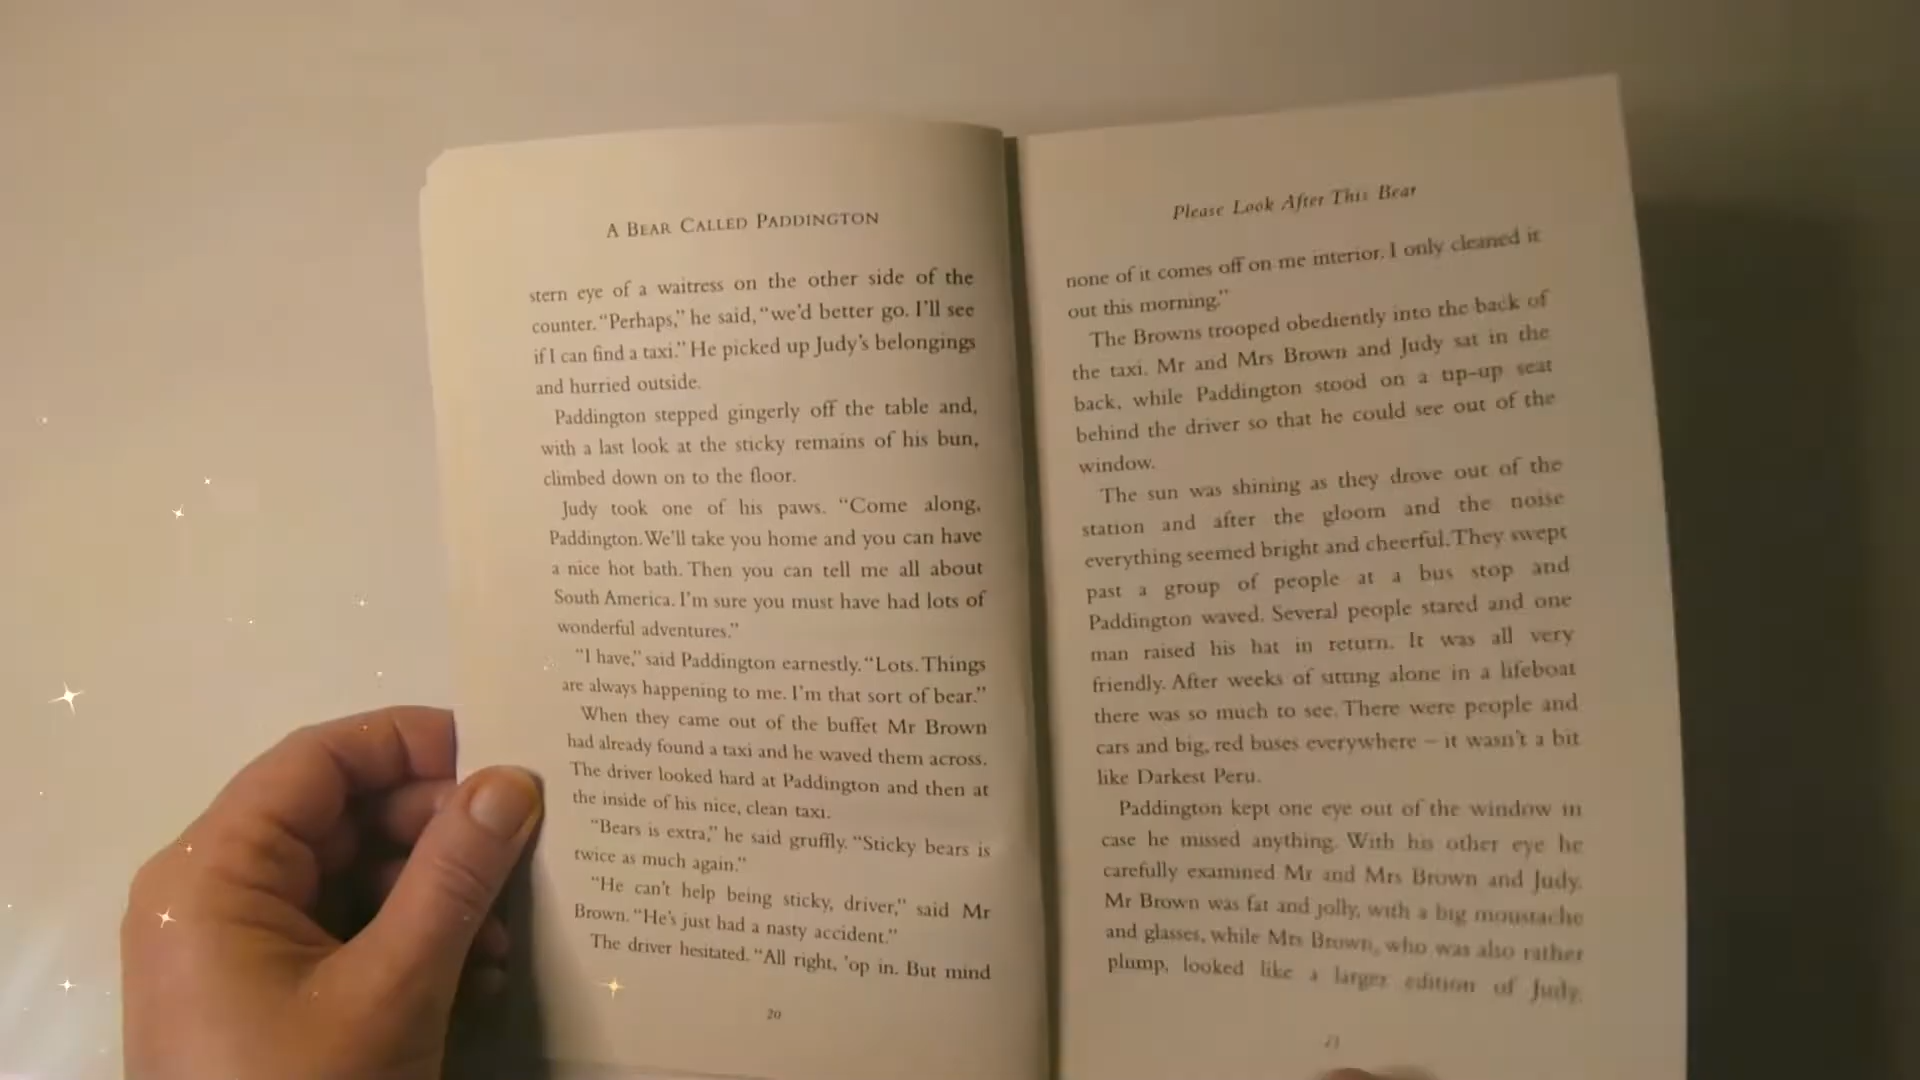 A BEAR CALLED PADDINGTON
stern eye of a waitress on the other side of the
counter. “Perhaps,” he said, “we’d better go. I’ll see
if I can find a taxi.” He picked up Judy’s belongings
and hurried outside.
Paddington stepped gingerly off the table and,
with a last look at the sticky remains of his bun,
climbed down on to the floor.
Judy took one of his paws. “Come along,
Paddington. We’ll take you home and you can have
a nice hot bath. Then you can tell me all about
South America. I’m sure you must have had lots of
wonderful adventures.”
“I have,” said Paddington earnestly. “Lots. Things
are always happening to me. I’m that sort of bear.”
When they came out of the buffet Mr Brown
had already found a taxi and he waved them across.
The driver looked hard at Paddington and then at
the inside of his nice, clean taxi.
“Bears is extra,” he said gruffly. “Sticky bears is
twice as much again.”
“He can’t help being sticky, driver,” said Mr
Brown. “He’s just had a nasty accident.”
The driver hesitated. “All right, ’op in. But mind
20
Please Look After This Bear
none of it comes off on me interior. I only cleaned it
out this morning.”
The Browns trooped obediently into the back of
the taxi. Mr and Mrs Brown and Judy sat in the
back, while Paddington stood on a tip-up seat
behind the driver so that he could see out of the
window.
The sun was shining as they drove out of the
station and after the gloom and the noise
everything seemed bright and cheerful. They swept
past a group of people at a bus stop and
Paddington waved. Several people stared and one
man raised his hat in return. It was all very
friendly. After weeks of sitting alone in a lifeboat
there was so much to see. There were people and
cars and big, red buses everywhere – it wasn’t a bit
like Darkest Peru.
Paddington kept one eye out of the window in
case he missed anything. With his other eye he
carefully examined Mr and Mrs Brown and Judy.
Mr Brown was fat and jolly, with a big moustache
and glasses, while Mrs Brown, who was also rather
plump, looked like a larger edition of Judy.
21